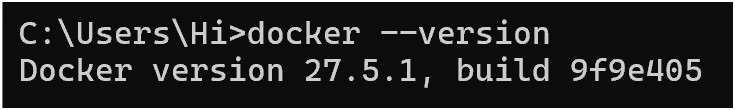 C:\Users\Hi>docker --version
Docker version 27.5.1, build 9f9e405